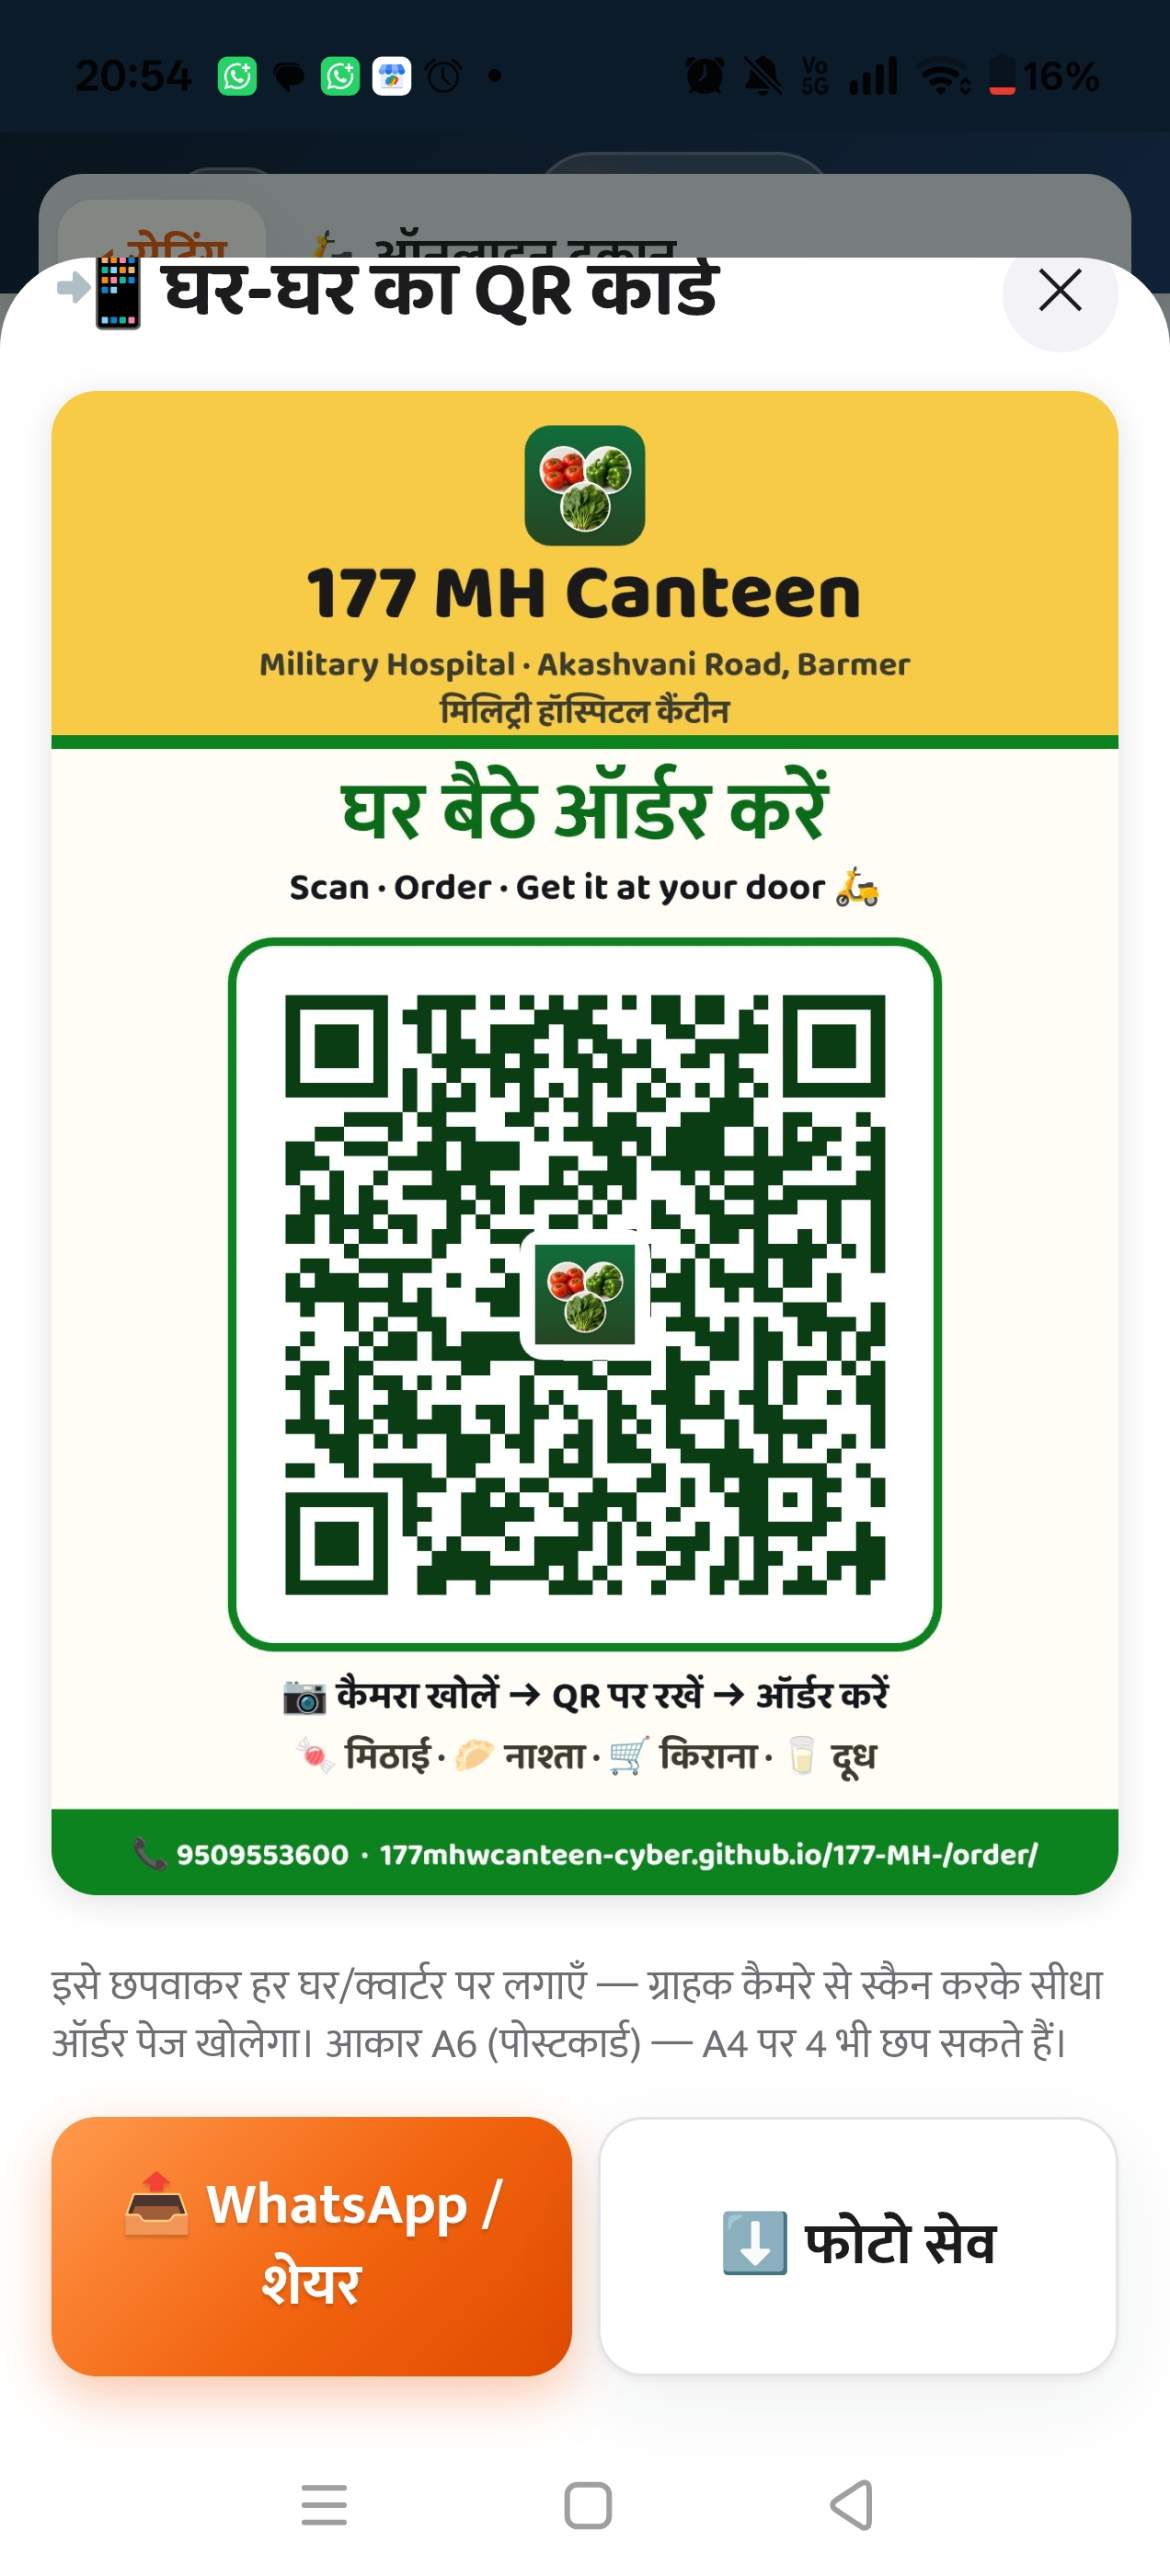 20:54
Vo 5G
16%
घर-घर का QR कार्ड
177 MH Canteen
Military Hospital · Akashvani Road, Barmer
मिलिट्री हॉस्पिटल कैंटीन
घर बैठे ऑर्डर करें
Scan · Order · Get it at your door
कैमरा खोलें → QR पर रखें → ऑर्डर करें
मिठाई · नाश्ता · किराना · दूध
9509553600 · 177mhwcanteen-cyber.github.io/177-MH-/order/
इसे छपवाकर हर घर/क्वार्टर पर लगाएँ — ग्राहक कैमरे से स्कैन करके सीधा
ऑर्डर पेज खोलेगा। आकार A6 (पोस्टकार्ड) — A4 पर 4 भी छप सकते हैं।
WhatsApp /
शेयर
फोटो सेव